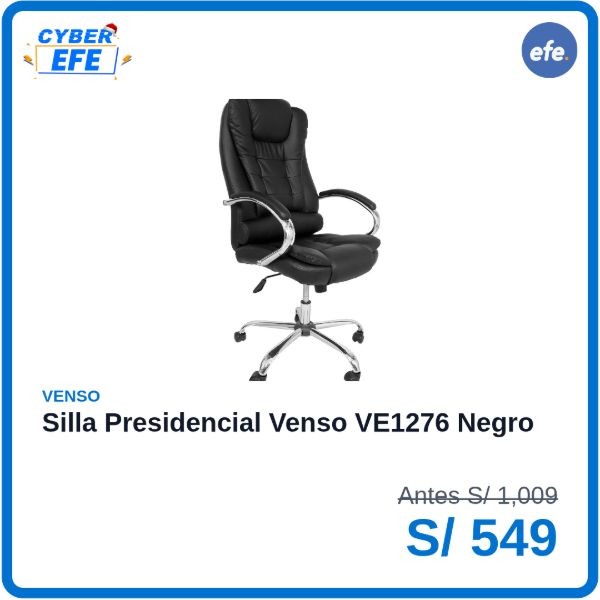 CYBER
EFE
efe.
VENSO
Silla Presidencial Venso VE1276 Negro
Antes S/ 1,009
S/ 549